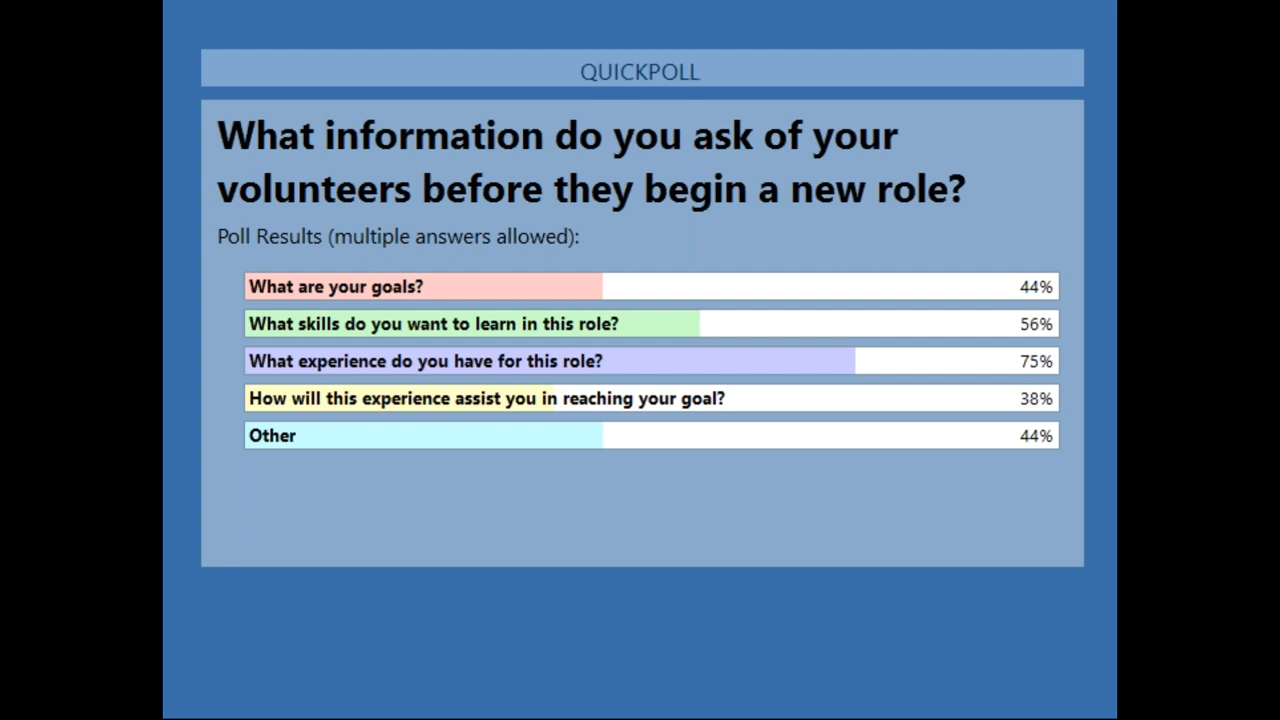 QUICKPOLL
What information do you ask of your
volunteers before they begin a new role?
Poll Results (multiple answers allowed):
What are your goals? 44%
What skills do you want to learn in this role? 56%
What experience do you have for this role? 75%
How will this experience assist you in reaching your goal? 38%
Other 44%